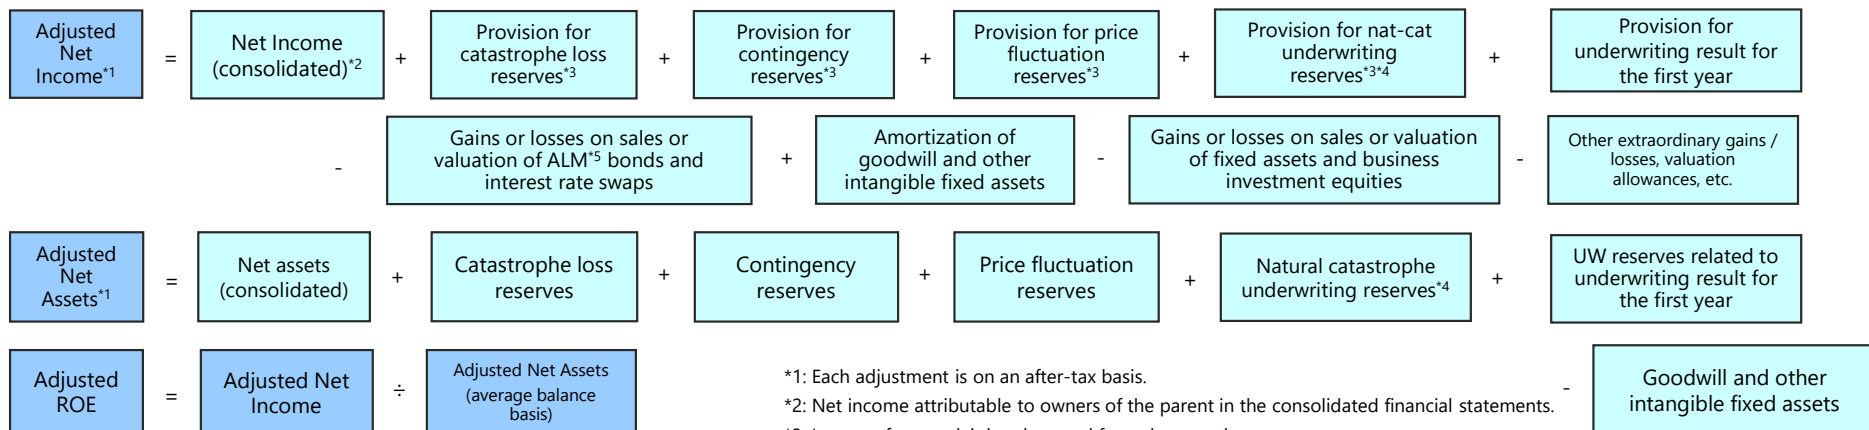 Adjusted
Net
Income*1
=
Net Income
(consolidated)*2
+
Provision for
catastrophe loss
reserves*3
+
Provision for
contingency
reserves*3
+
Provision for price
fluctuation
reserves*3
+
Provision for nat-cat
underwriting
reserves*3*4
+
Provision for
underwriting result for
the first year
-
Gains or losses on sales or
valuation of ALM*5 bonds and
interest rate swaps
+
Amortization of
goodwill and other
intangible fixed assets
-
Gains or losses on sales or valuation
of fixed assets and business
investment equities
-
Other extraordinary gains /
losses, valuation
allowances, etc.
Adjusted
Net
Assets*1
=
Net assets
(consolidated)
+
Catastrophe loss
reserves
+
Contingency
reserves
+
Price fluctuation
reserves
+
Natural catastrophe
underwriting reserves*4
+
UW reserves related to
underwriting result for
the first year
-
Goodwill and other
intangible fixed assets
Adjusted
ROE
=
Adjusted Net
Income
÷
Adjusted Net Assets
(average balance
basis)
*1: Each adjustment is on an after-tax basis.
*2: Net income attributable to owners of the parent in the consolidated financial statements.